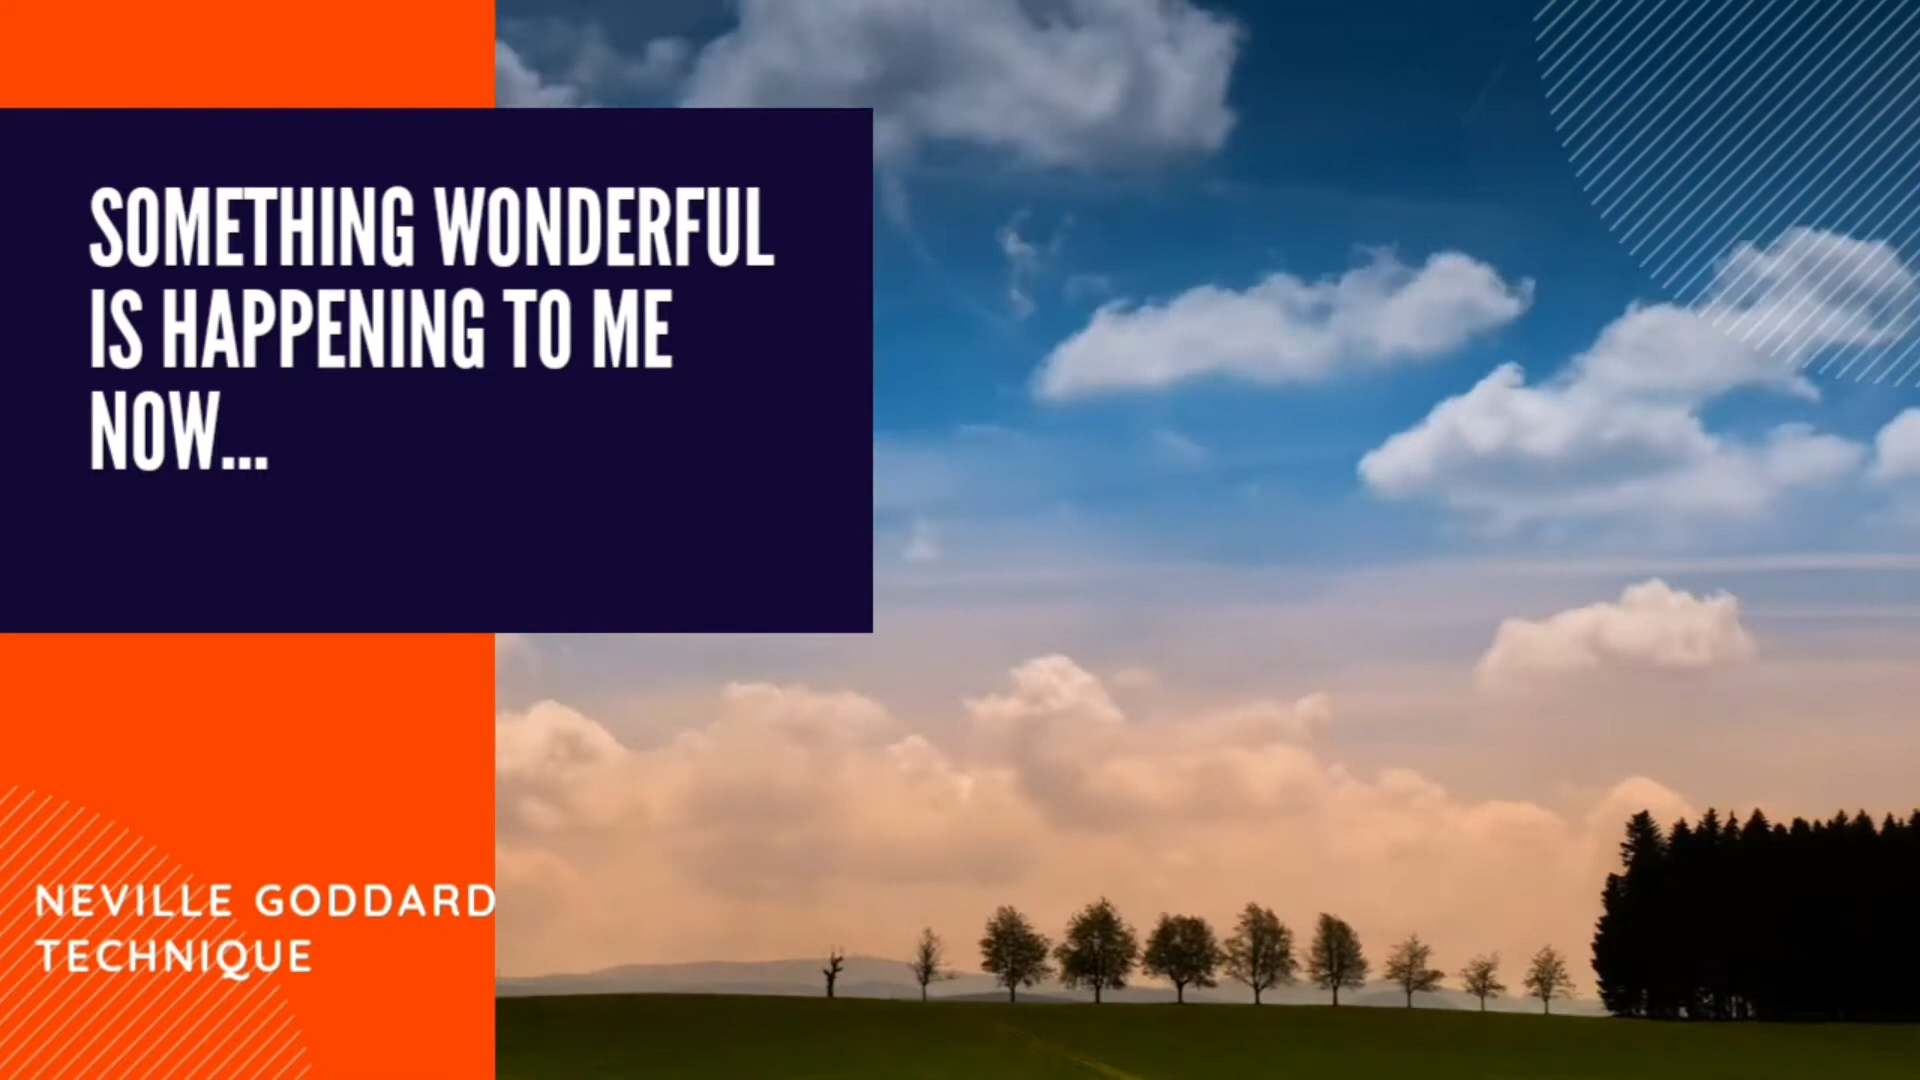 SOMETHING WONDERFUL
IS HAPPENING TO ME
NOW...
NEVILLE GODDARD
TECHNIQUE